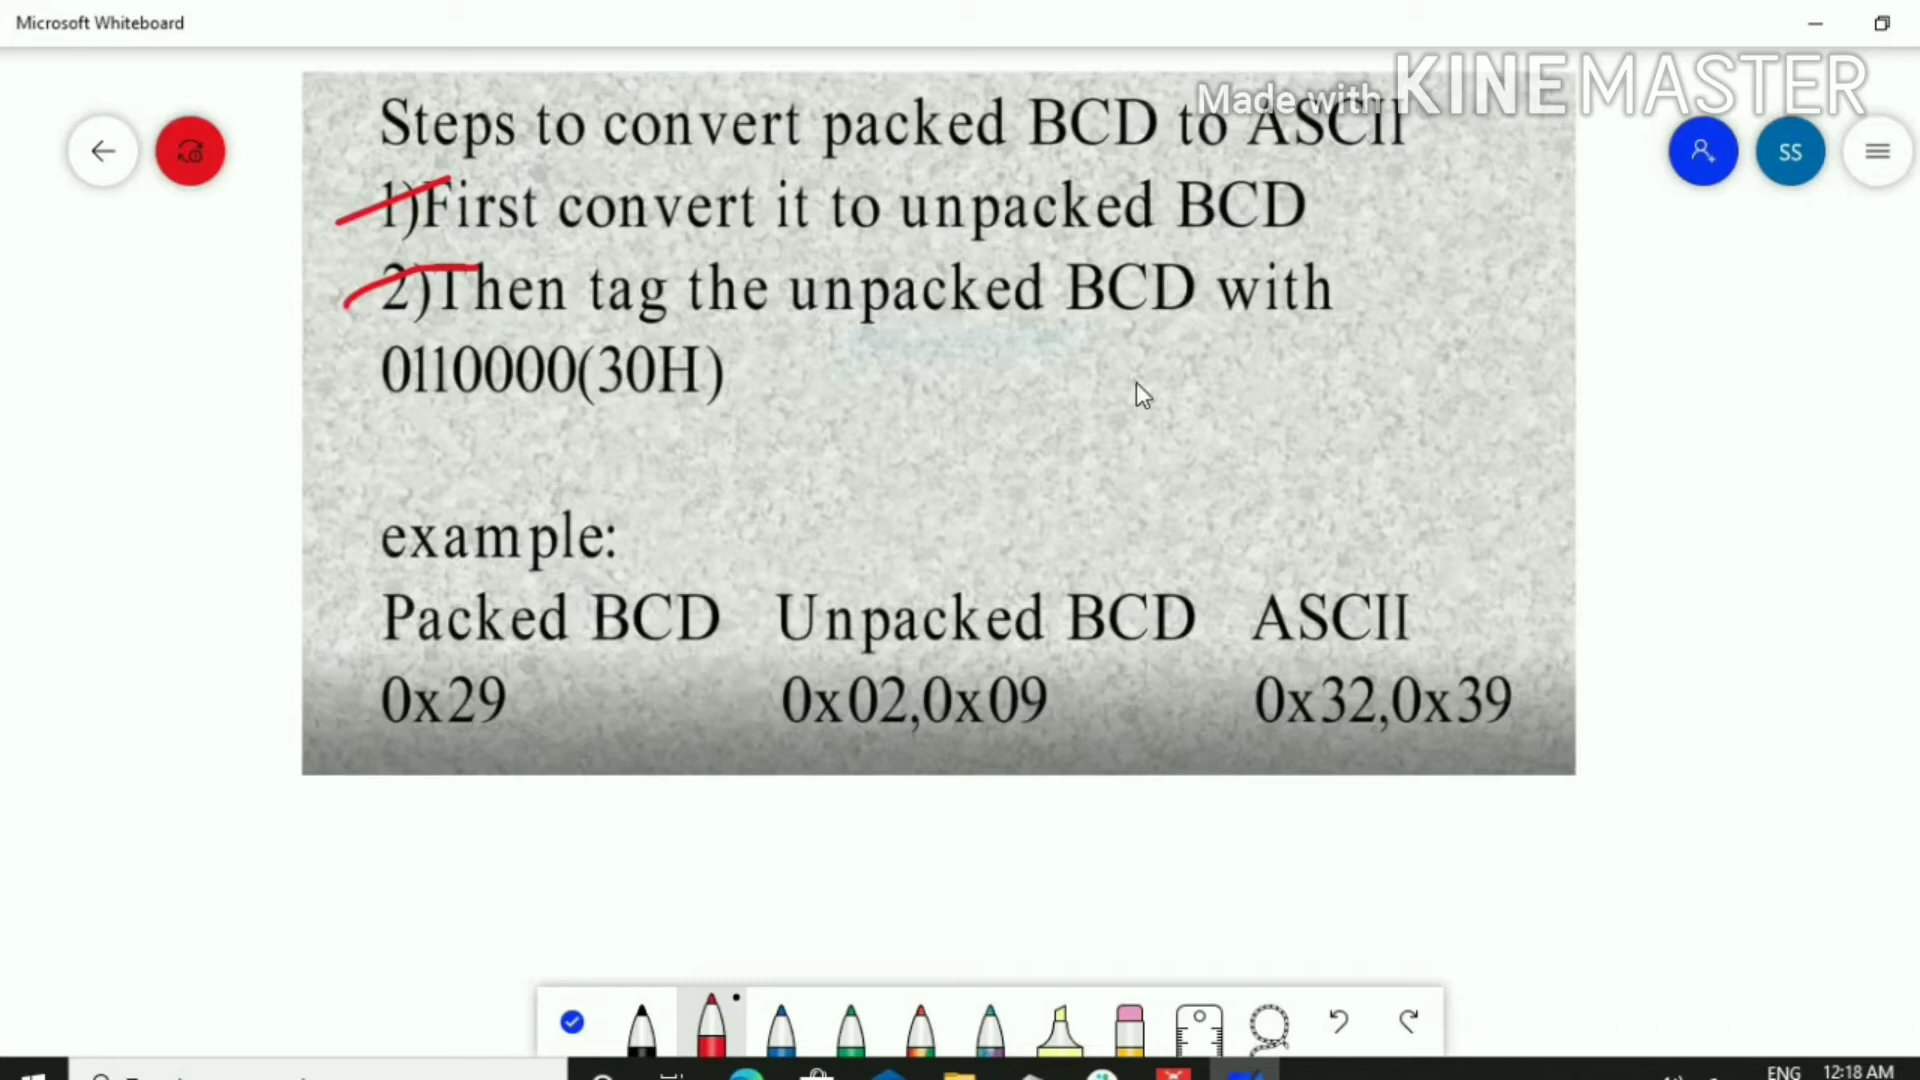 Microsoft Whiteboard
Made with KINEMASTER
Steps to convert packed BCD to ASCII
1)First convert it to unpacked BCD
2)Then tag the unpacked BCD with
0110000(30H)
SS
example:
Packed BCD Unpacked BCD ASCII
0x29 0x02,0x09 0x32,0x39
ENG 12:18 AM